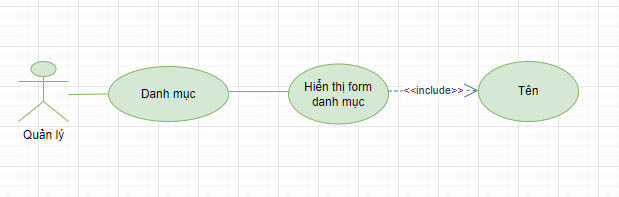 Quản lý
Danh mục
Hiển thị form
danh mục
<<include>>
Tên